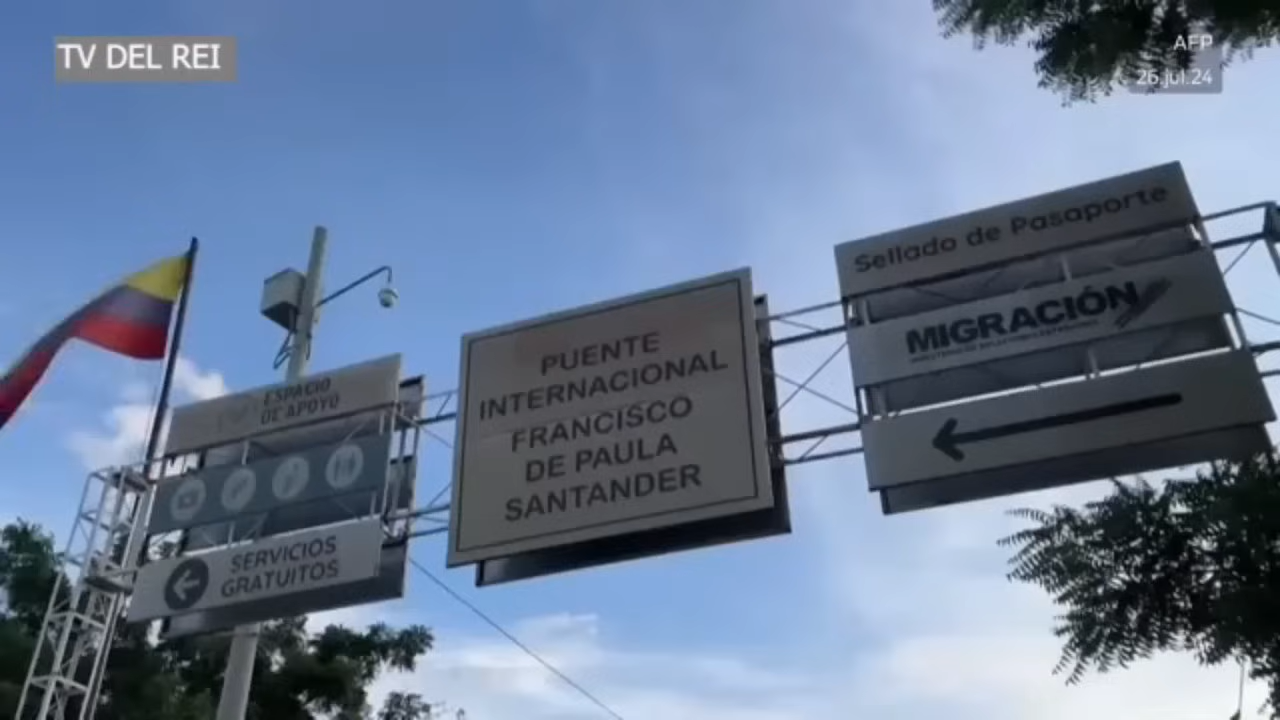 TV DEL REI
AFP
26.jul.24
Sellado de Pasaporte
MIGRACIÓN
PUENTE
INTERNACIONAL
FRANCISCO
DE PAULA
SANTANDER
ESPACIO
DE APOYO
SERVICIOS
GRATUITOS